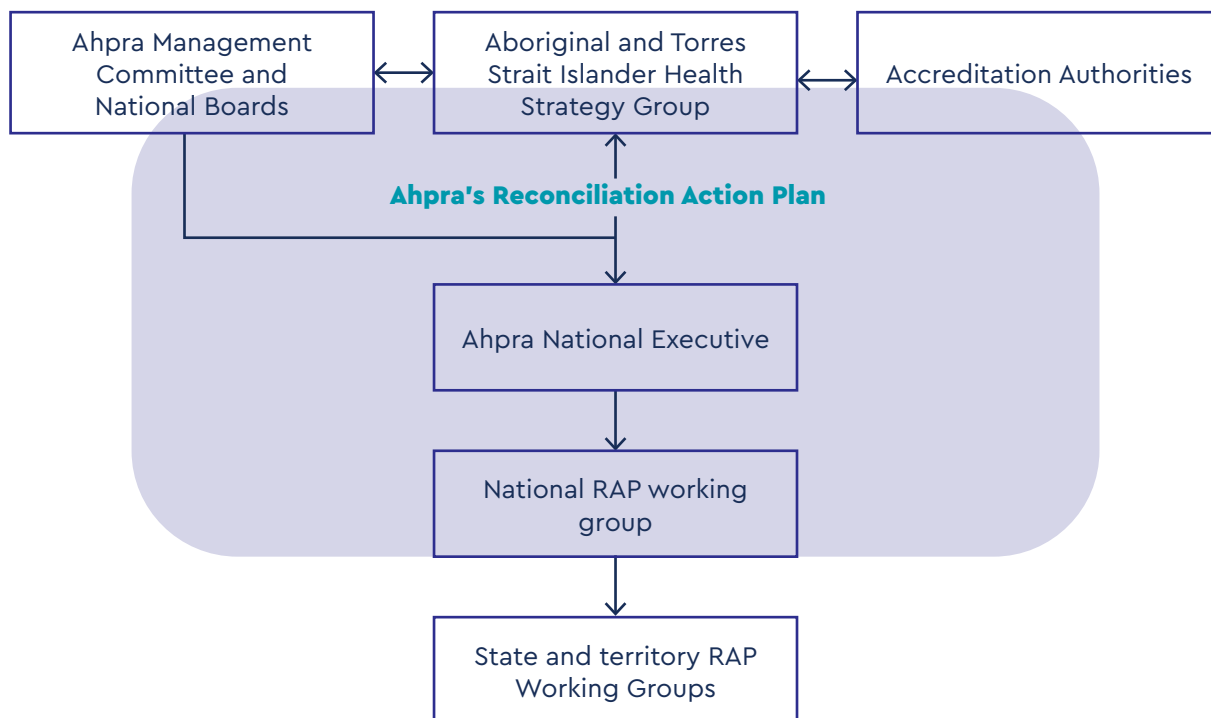 Ahpra Management
Committee and
National Boards
Aboriginal and Torres
Strait Islander Health
Strategy Group
Accreditation Authorities
Ahpra's Reconciliation Action Plan
Ahpra National Executive
National RAP working
group
State and territory RAP
Working Groups